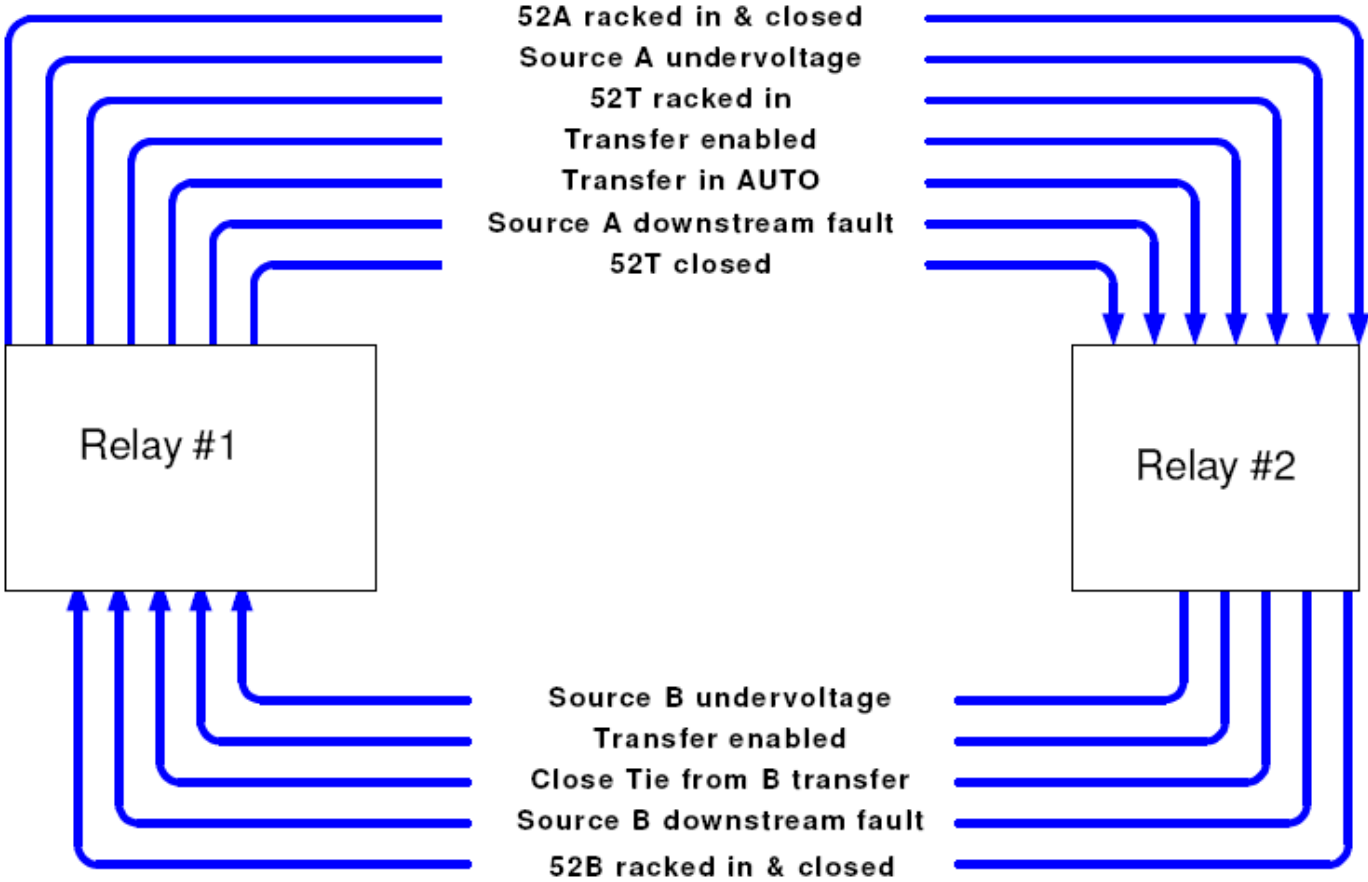 52A racked in & closed
Source A undervoltage
52T racked in
Transfer enabled
Transfer in AUTO
Source A downstream fault
52T closed
Relay #1
Relay #2
Source B undervoltage
Transfer enabled
Close Tie from B transfer
Source B downstream fault
52B racked in & closed